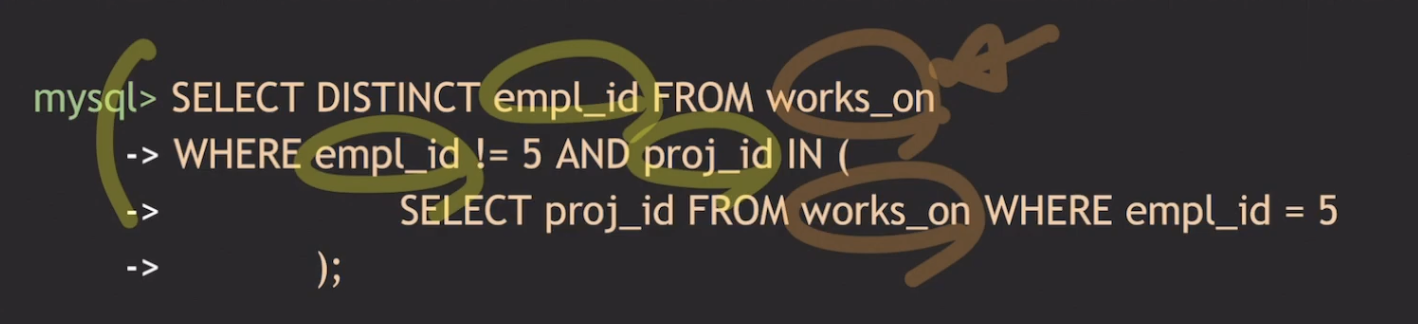 mysql> SELECT DISTINCT empl_id FROM works_on
-> WHERE empl_id != 5 AND proj_id IN (
-> SELECT proj_id FROM works_on WHERE empl_id = 5
-> );